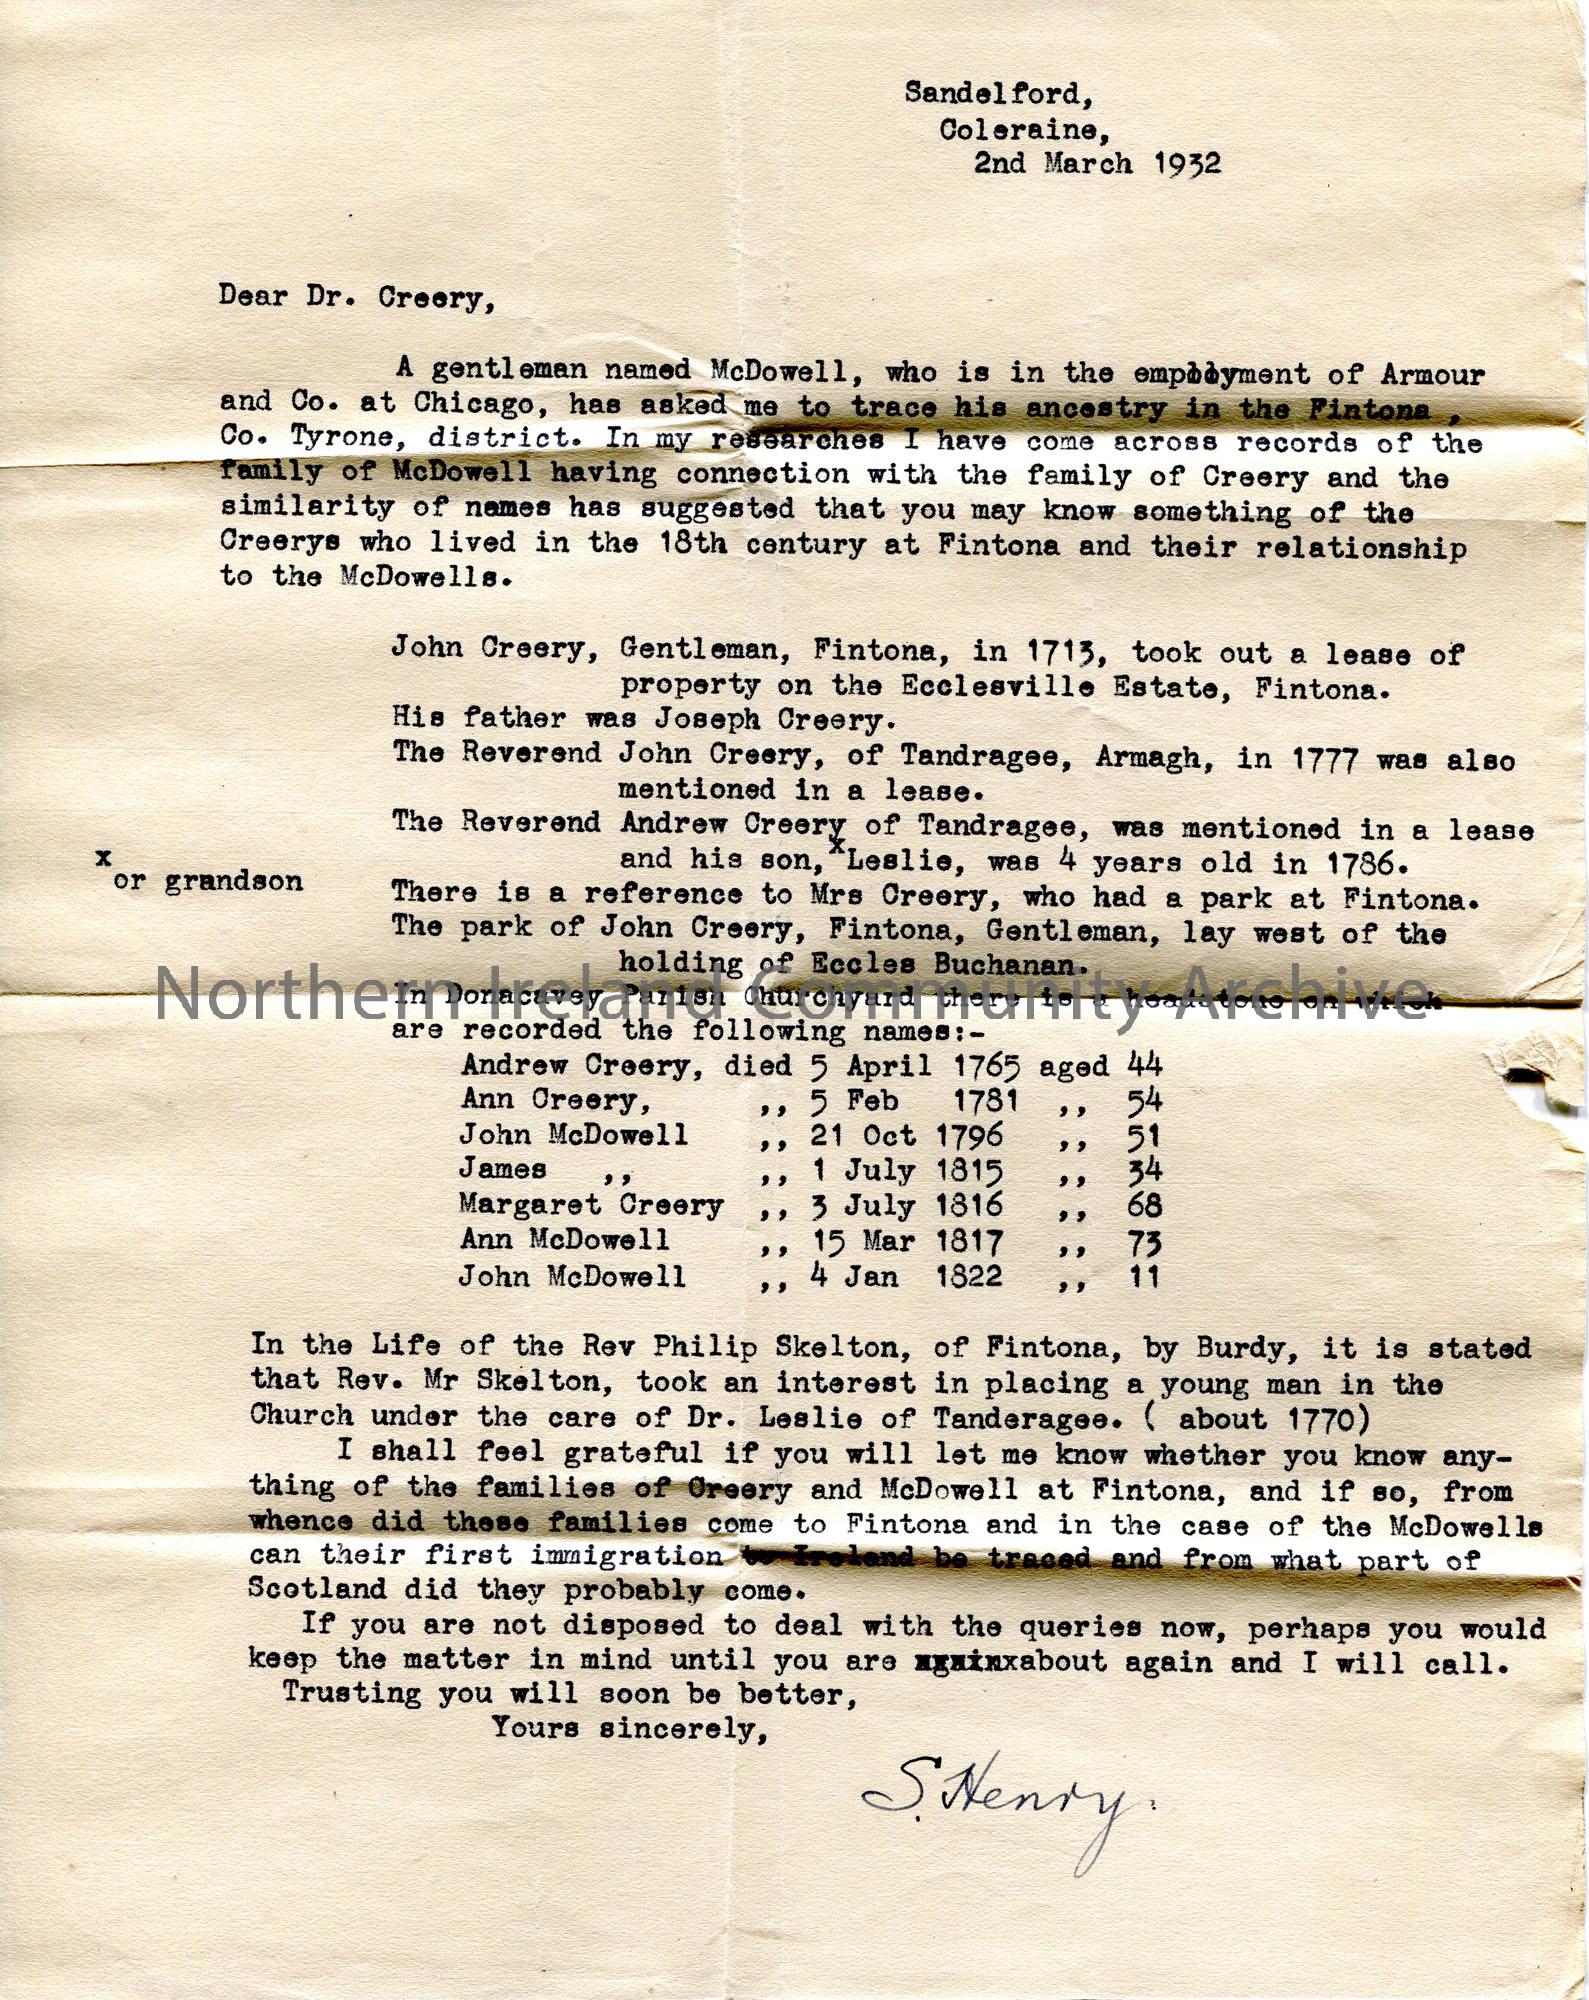 Sandelford,
Coleraine,
2nd March 1932
Dear Dr. Creery,
A gentleman named McDowell, who is in the employment of Armour
and Co. at Chicago, has asked me to trace his ancestry in the Fintona ,
Co. Tyrone, district. In my researches I have come across records of the
family of McDowell having connection with the family of Creery and the
similarity of names has suggested that you may know something of the
Creerys who lived in the 18th century at Fintona and their relationship
to the McDowells.
John Creery, Gentleman, Fintona, in 1713, took out a lease of
property on the Ecclesville Estate, Fintona.
His father was Joseph Creery.
The Reverend John Creery, of Tandragee, Armagh, in 1777 was also
mentioned in a lease.
The Reverend Andrew Creery of Tandragee, was mentioned in a lease
and his son, x Leslie, was 4 years old in 1786.
x or grandson
There is a reference to Mrs Creery, who had a park at Fintona.
The park of John Creery, Fintona, Gentleman, lay west of the
holding of Eccles Buchanan.
Northern Ireland Community Archive
In Donacavey Parish Churchyard there is a headstone on which
are recorded the following names:-
Andrew Creery, died 5 April 1765 aged 44
Ann Creery, ,, 5 Feb 1781 ,, 54
John McDowell ,, 21 Oct 1796 ,, 51
James ,, ,, 1 July 1815 ,, 34
Margaret Creery ,, 3 July 1816 ,, 68
Ann McDowell ,, 15 Mar 1817 ,, 73
John McDowell ,, 4 Jan 1822 ,, 11
In the Life of the Rev Philip Skelton, of Fintona, by Burdy, it is stated
that Rev. Mr Skelton, took an interest in placing a young man in the
Church under the care of Dr. Leslie of Tanderagee. ( about 1770)
I shall feel grateful if you will let me know whether you know any-
thing of the families of Creery and McDowell at Fintona, and if so, from
whence did these families come to Fintona and in the case of the McDowells
can their first immigration to Ireland be traced and from what part of
Scotland did they probably come.
If you are not disposed to deal with the queries now, perhaps you would
keep the matter in mind until you are about again and I will call.
Trusting you will soon be better,
Yours sincerely,
S. Henry.